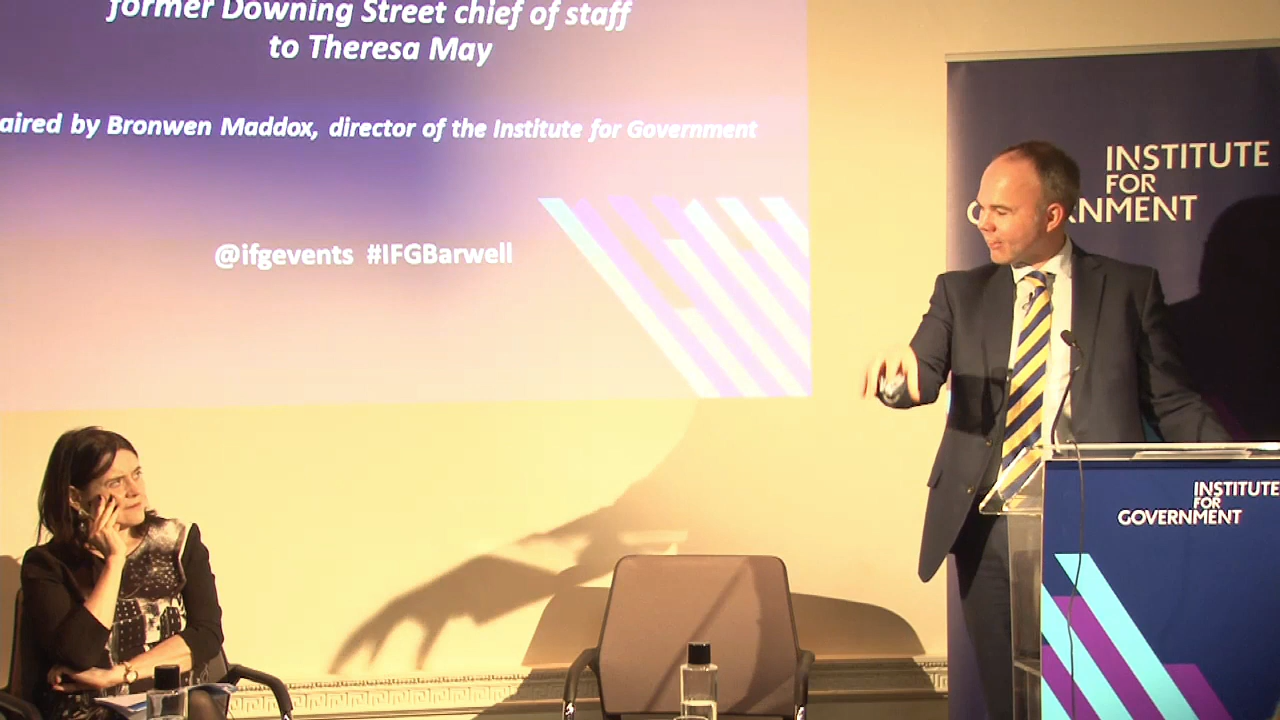 former Downing Street chief of staff
to Theresa May
aired by Bronwen Maddox, director of the Institute for Government
@ifgevents #IFGBarwell
INSTITUTE
FOR
G RNMENT
INSTITUTE
FOR
GOVERNMENT